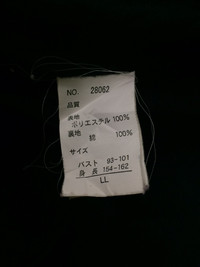 NO. 28062
品質
表地
ポリエステル 100%
裏地
綿 100%
サイズ
バスト 93-101
身長 154-162
LL